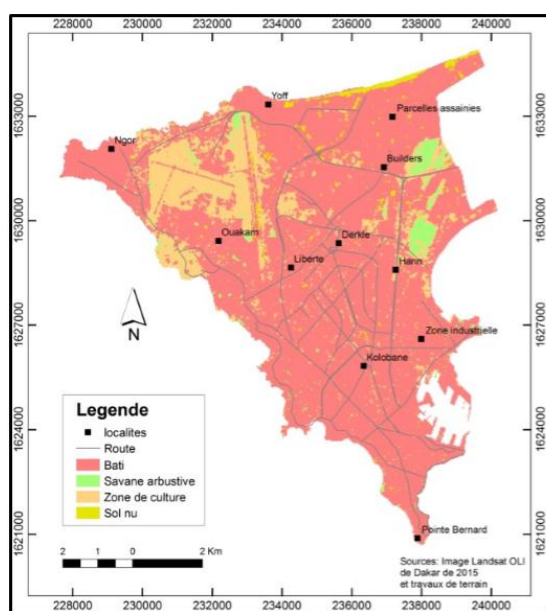 228000 230000 232000 234000 236000 238000 240000
1633000
1633000
Yoff
Parcelles assainies
Ngor
Builders
1630000
1630000
Ouakam
Derkle
Liberte
Hann
1627000
1627000
N
Zone industrielle
Kolobane
1624000
1624000
Legende
localites
Route
Bati
Savane arbustive
Zone de culture
Sol nu
1621000
1621000
Pointe Bernard
2 1 0 2 Km
Sources: Image Landsat OLI
de Dakar de 2015
et travaux de terrain
228000 230000 232000 234000 236000 238000 240000